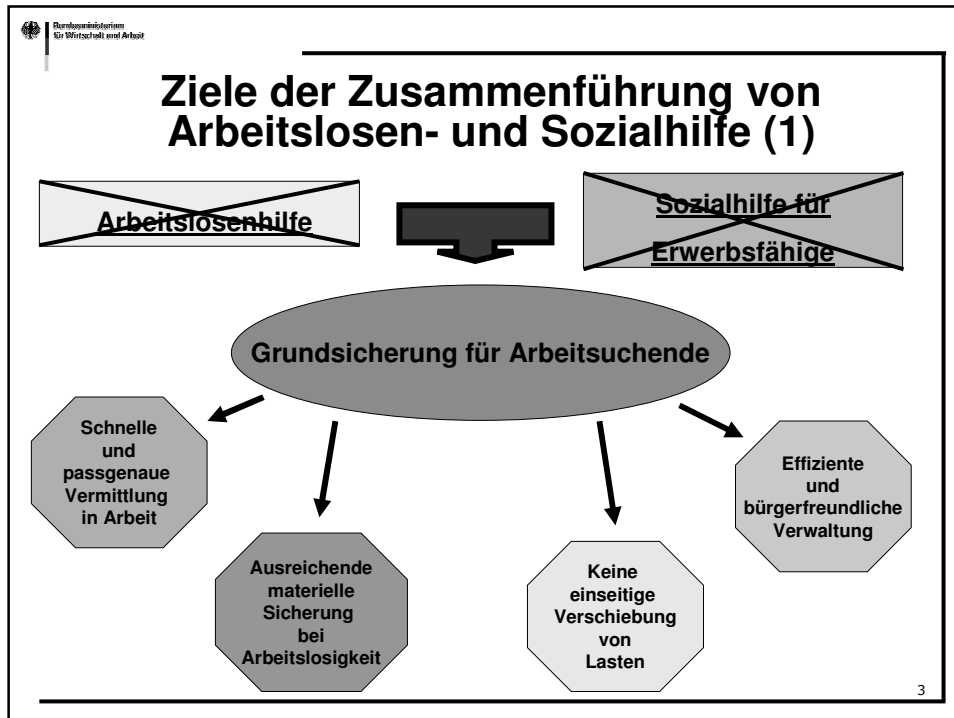 Bundesministerium
für Wirtschaft und Arbeit
Ziele der Zusammenführung von
Arbeitslosen- und Sozialhilfe (1)
Arbeitslosenhilfe
Sozialhilfe für
Erwerbsfähige
Grundsicherung für Arbeitsuchende
Schnelle
und
passgenaue
Vermittlung
in Arbeit
Ausreichende
materielle
Sicherung
bei
Arbeitslosigkeit
Keine
einseitige
Verschiebung
von
Lasten
Effiziente
und
bürgerfreundliche
Verwaltung
3